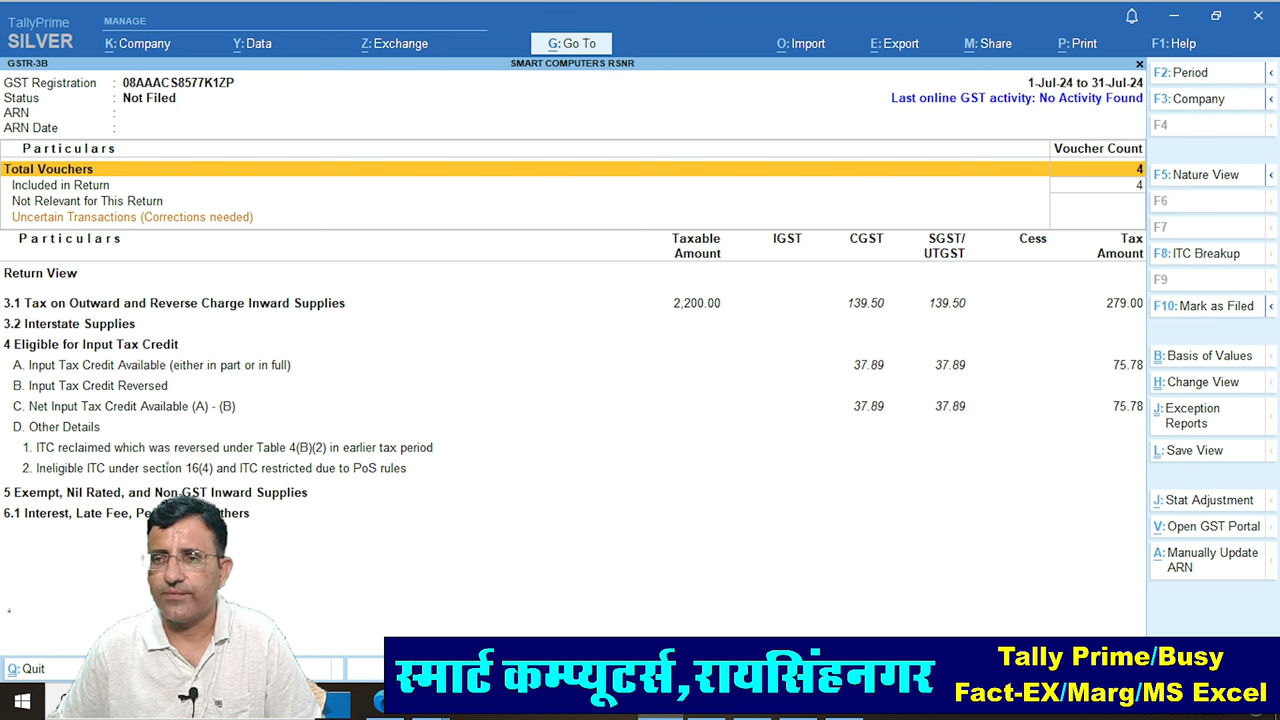 TallyPrime
SILVER
MANAGE
K: Company
Y: Data
Z: Exchange
G: Go To
O: Import
E: Export
M: Share
P: Print
F1: Help
GSTR-3B
SMART COMPUTERS RSNR
GST Registration : 08AAACS8577K1ZP
1-Jul-24 to 31-Jul-24
Status : Not Filed
Last online GST activity: No Activity Found
ARN :
ARN Date :
Particulars Voucher Count
Total Vouchers 4
Included in Return 4
Not Relevant for This Return
Uncertain Transactions (Corrections needed)
Particulars Taxable Amount IGST CGST SGST/ UTGST Cess Tax Amount
Return View
3.1 Tax on Outward and Reverse Charge Inward Supplies 2,200.00 139.50 139.50 279.00
3.2 Interstate Supplies
4 Eligible for Input Tax Credit
A. Input Tax Credit Available (either in part or in full) 37.89 37.89 75.78
B. Input Tax Credit Reversed
C. Net Input Tax Credit Available (A) - (B) 37.89 37.89 75.78
D. Other Details
1. ITC reclaimed which was reversed under Table 4(B)(2) in earlier tax period
2. Ineligible ITC under section 16(4) and ITC restricted due to PoS rules
5 Exempt, Nil Rated, and Non-GST Inward Supplies
6.1 Interest, Late Fee,
F2: Period
F3: Company
F4
F5: Nature View
F6
F7
F8: ITC Breakup
F9
F10: Mark as Filed
B: Basis of Values
H: Change View
J: Exception
Reports
L: Save View
J: Stat Adjustment
V: Open GST Portal
A: Manually Update
ARN
Q: Quit
स्मार्ट कम्प्यूटर्स,रायसिंहनगर
Tally Prime/Busy
Fact-EX/Marg/MS Excel